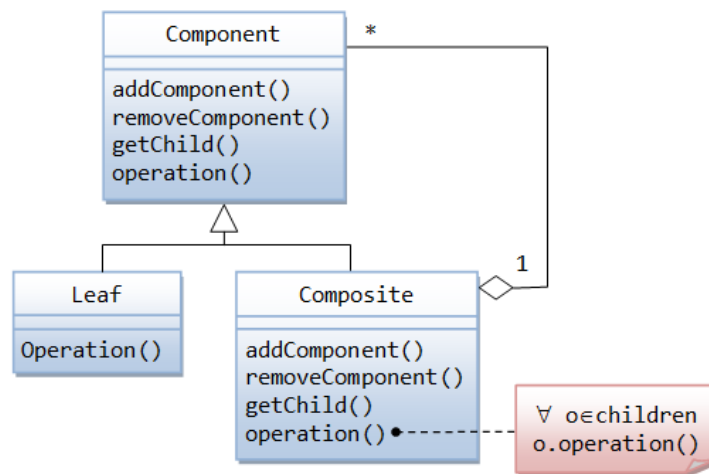 Component
*
addComponent()
removeComponent()
getChild()
operation()
1
Leaf
Operation()
Composite
addComponent()
removeComponent()
getChild()
operation()
∀ o∈children
o.operation()